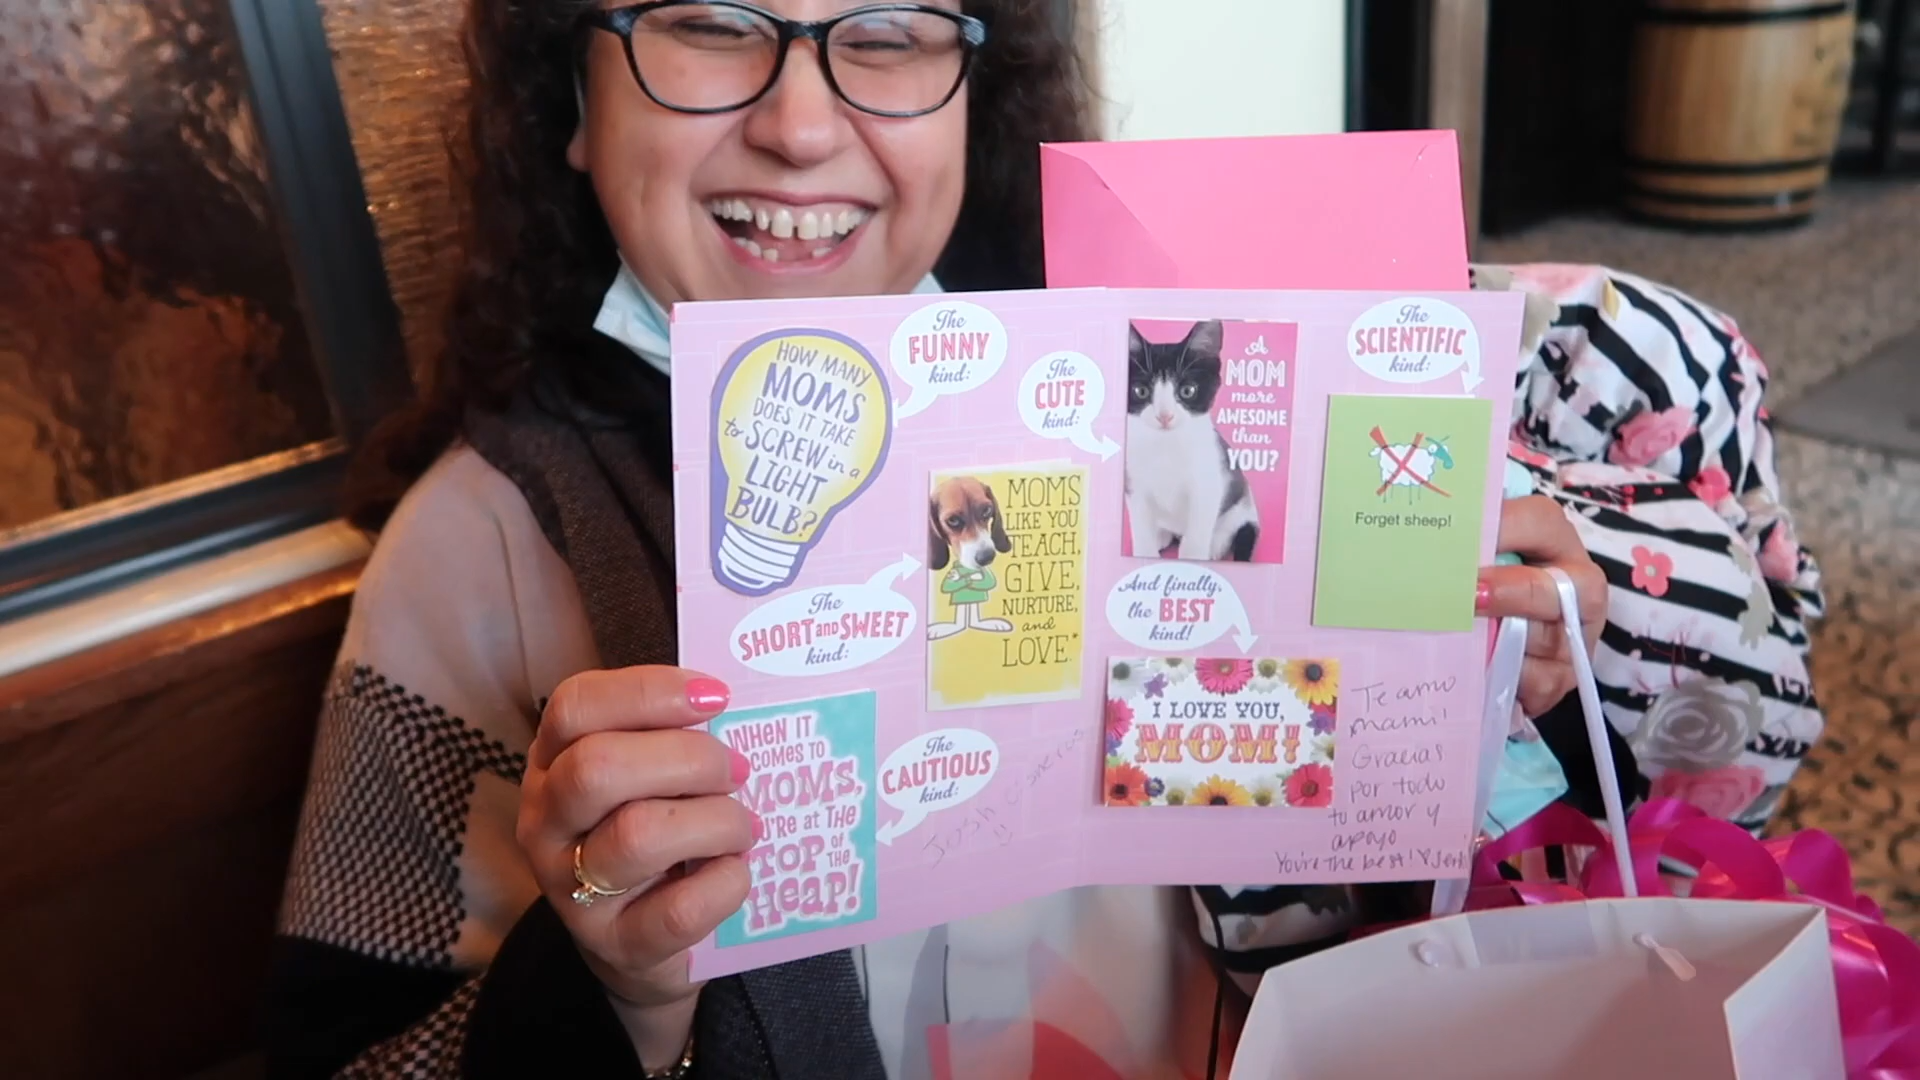 The
FUNNY
kind:
HOW MANY
MOMS
DOES IT TAKE
to SCREW in a
LIGHT
BULB?
The
SHORT and SWEET
kind:
MOMS
LIKE YOU
TEACH,
GIVE,
NURTURE,
and
LOVE.*
The
CAUTIOUS
kind:
WHEN IT
COMES TO
MOMS,
YOU'RE AT THE
TOP OF THE
HEAP!
Josh Cisneros
The
CUTE
kind:
A
MOM
more
AWESOME
than
YOU?
The
SCIENTIFIC
kind:
Forget sheep!
And finally,
the BEST
kind!
I LOVE YOU,
MOM!
Te amo
mami!
Gracias
por todo
tu amor y
apoyo
You're the best!